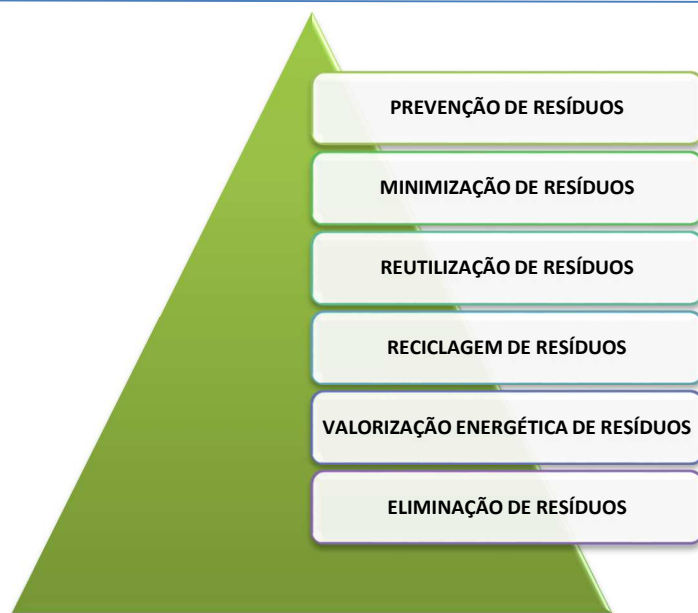 PREVENÇÃO DE RESÍDUOS
MINIMIZAÇÃO DE RESÍDUOS
REUTILIZAÇÃO DE RESÍDUOS
RECICLAGEM DE RESÍDUOS
VALORIZAÇÃO ENERGÉTICA DE RESÍDUOS
ELIMINAÇÃO DE RESÍDUOS